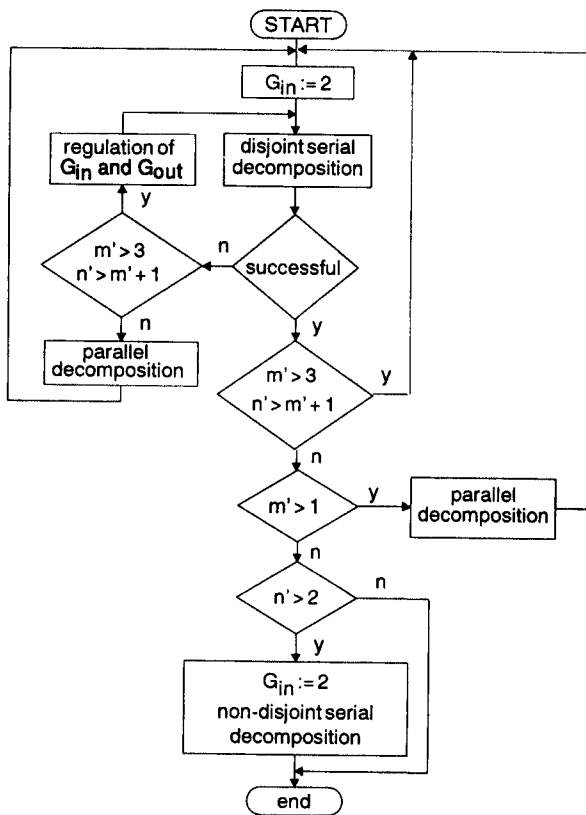 START
G_in := 2
regulation of
G_in and G_out
disjoint serial
decomposition
y
m' > 3
n' > m' + 1
n
successful
n
y
parallel
decomposition
m' > 3
n' > m' + 1
y
n
m' > 1
y
parallel
decomposition
n
n' > 2
n
y
G_in := 2
non-disjoint serial
decomposition
end